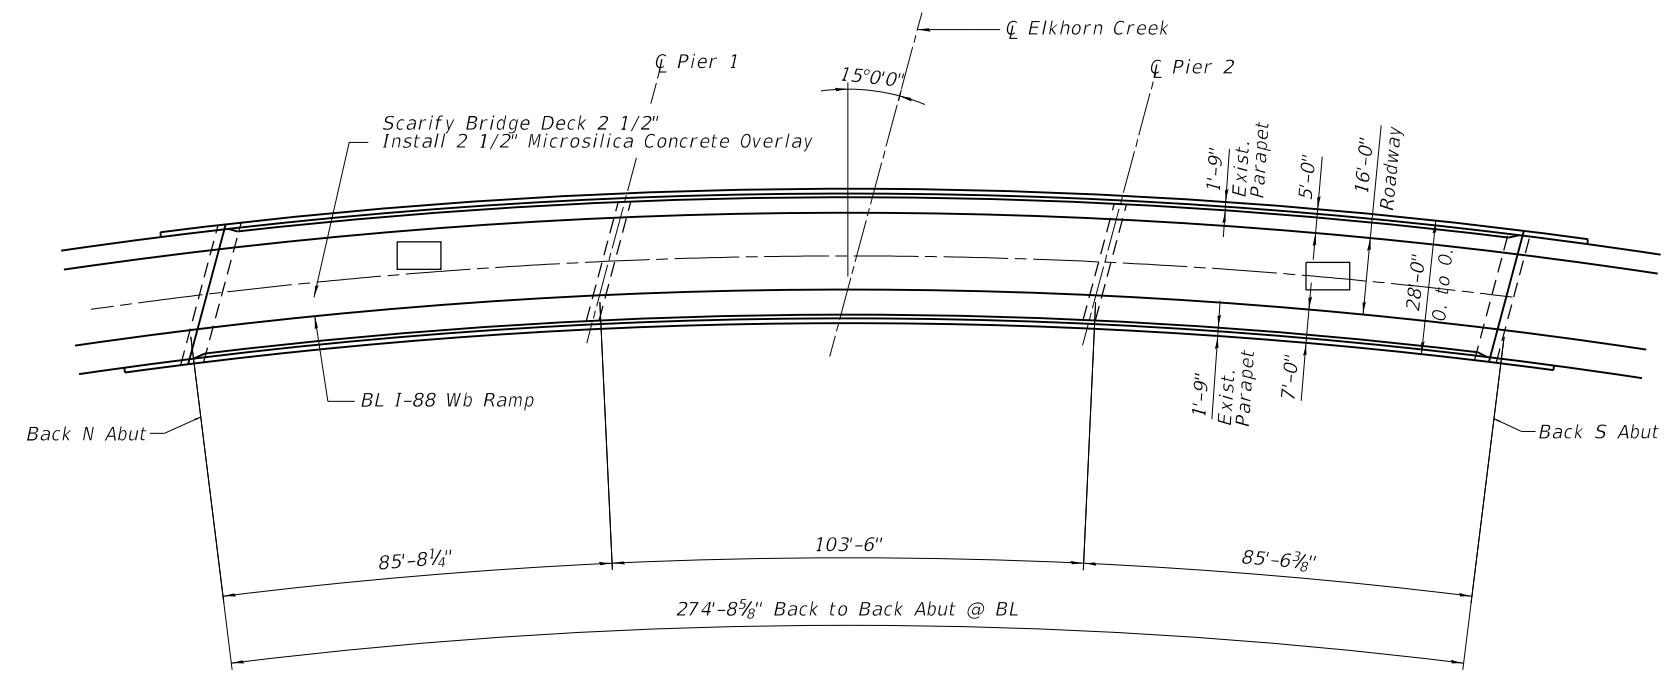 ℄ Elkhorn Creek
℄ Pier 1
℄ Pier 2
15°0'0"
Scarify Bridge Deck 2 1/2"
Install 2 1/2" Microsilica Concrete Overlay
1'-9"
Exist.
Parapet
5'-0"
16'-0"
Roadway
28'-0"
O. to O.
1'-9"
Exist.
Parapet
7'-0"
BL I-88 Wb Ramp
Back N Abut
Back S Abut
85'-8¼"
103'-6"
85'-6⅜"
274'-8⅝" Back to Back Abut @ BL